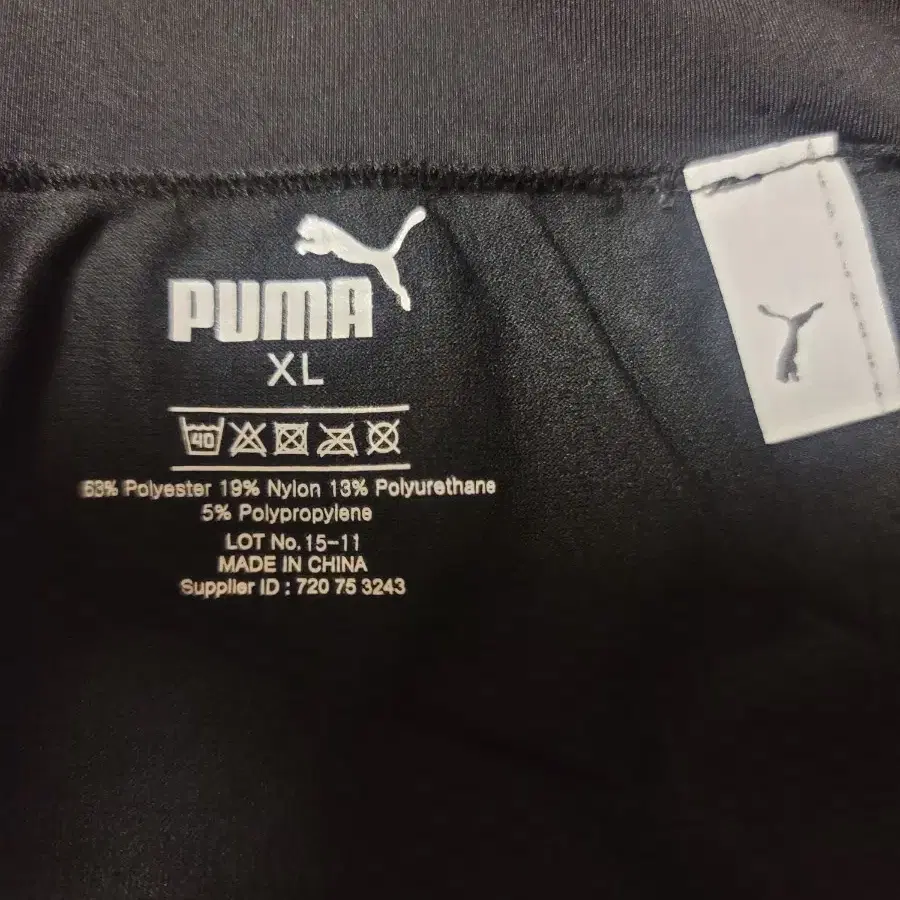 PUMA
XL
40
63% Polyester 19% Nylon 13% Polyurethane
5% Polypropylene
LOT No. 15-11
MADE IN CHINA
Supplier ID : 720 75 3243